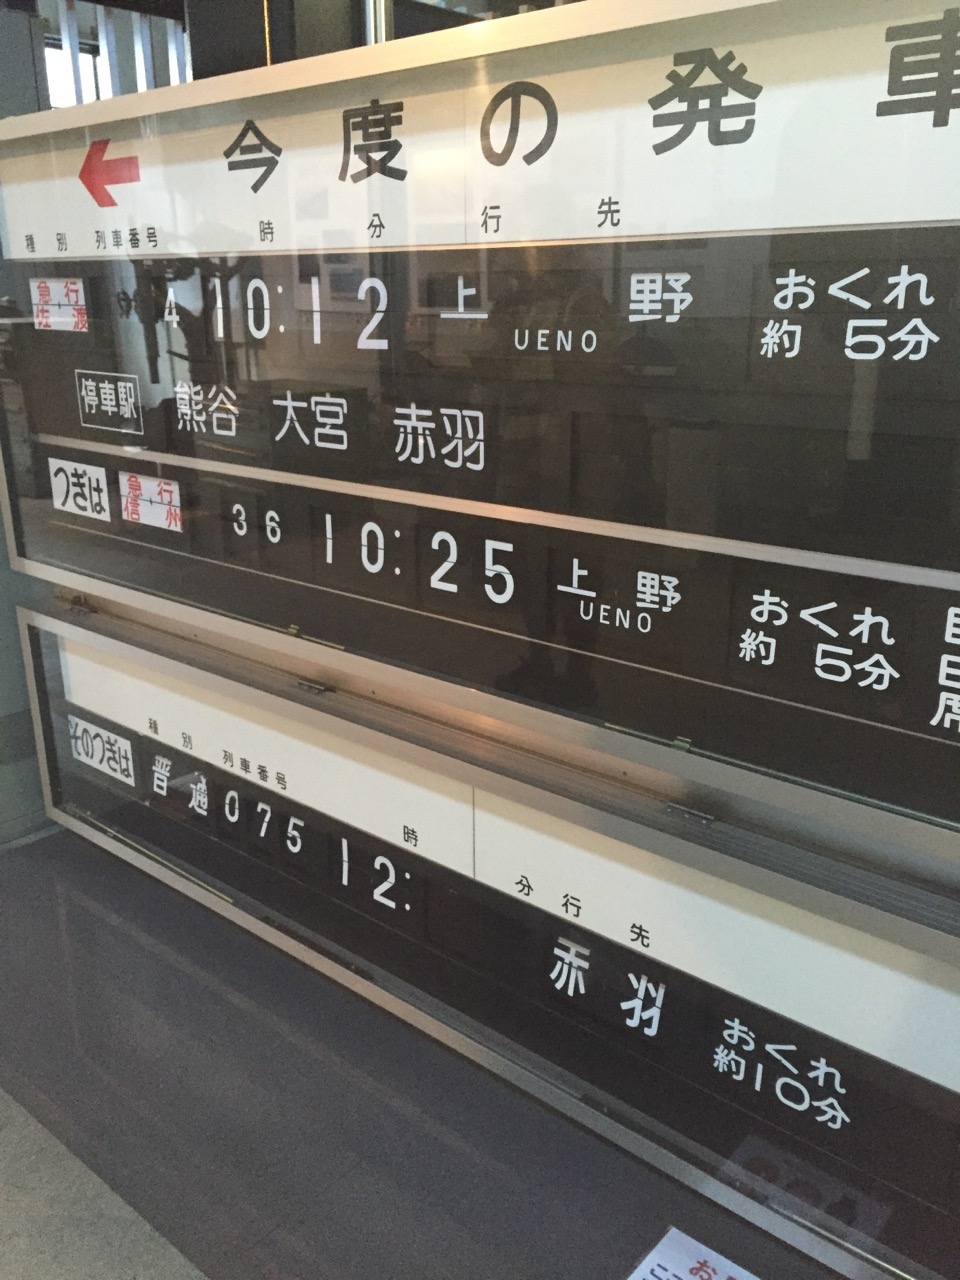 今度の発車
種別 列車番号 時 分 行 先
急行 佐渡 4 10:12 上野 UENO おくれ 約5分
停車駅 熊谷 大宮 赤羽
つぎは 急行 信州 36 10:25 上野 UENO おくれ 約5分
種別 列車番号 時 分 行 先
そのつぎは 普通 075 12: 赤羽 おくれ 約10分